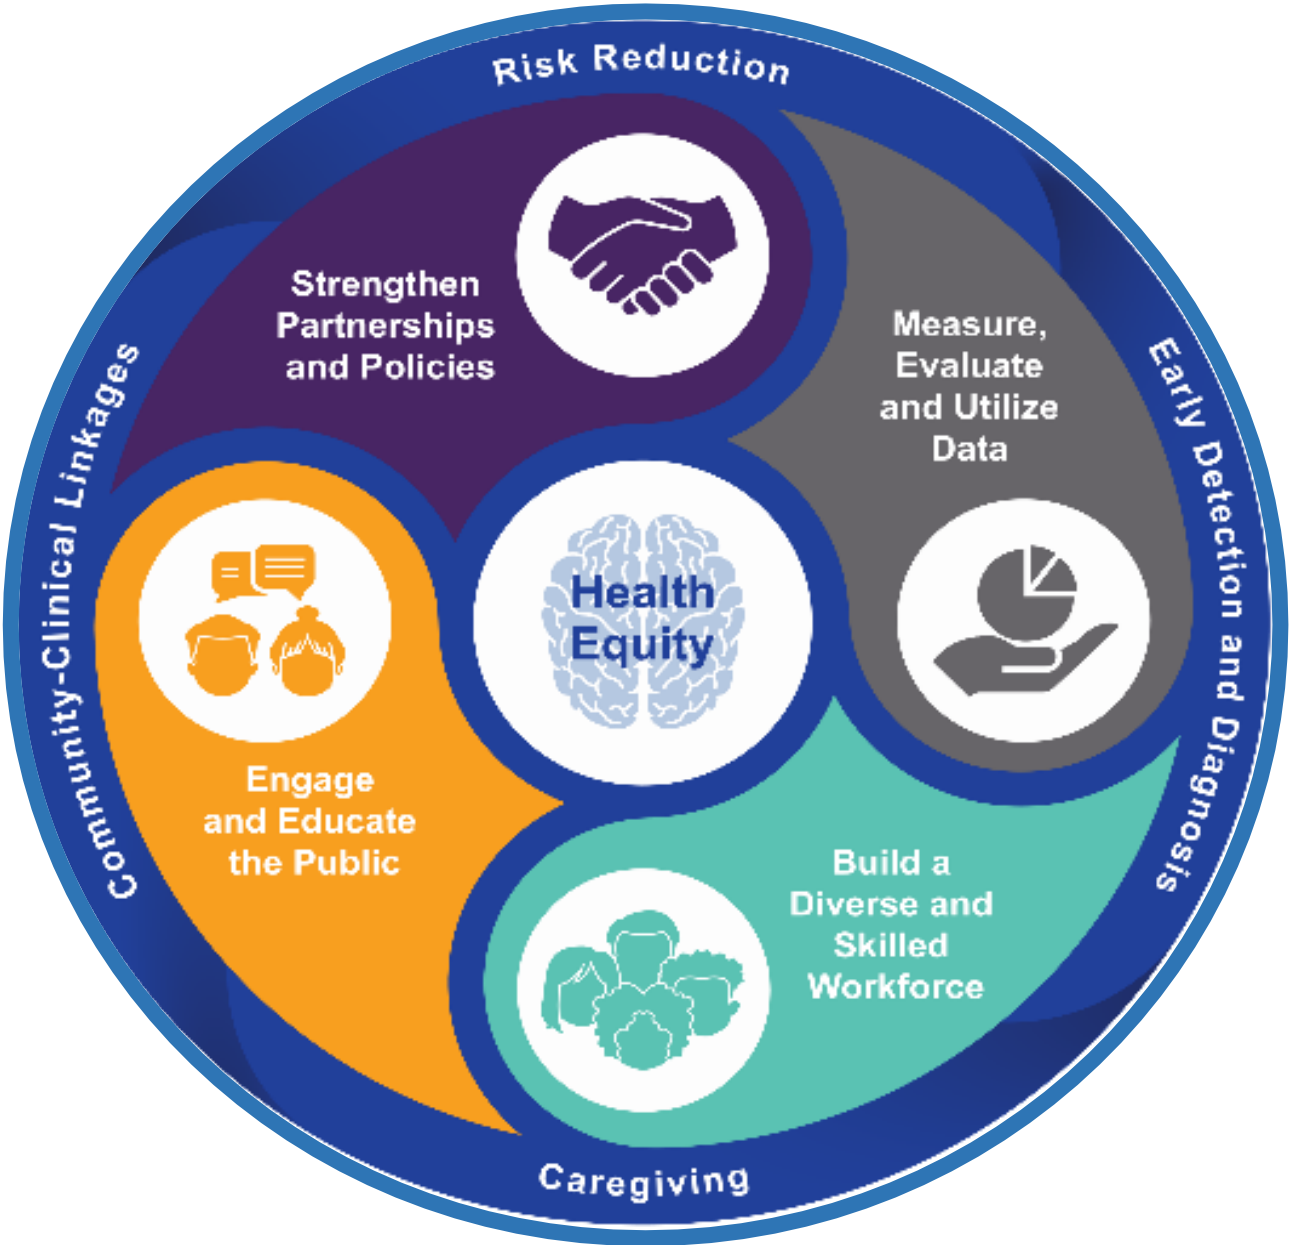 Risk Reduction
Strengthen
Partnerships
and Policies
Measure,
Evaluate
and Utilize
Data
Early Detection and Diagnosis
Community-Clinical Linkages
Health
Equity
Engage
and Educate
the Public
Build a
Diverse and
Skilled
Workforce
Caregiving